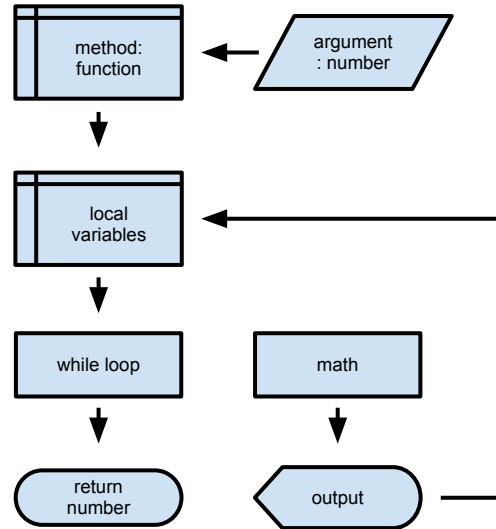 method:
function
argument
: number
local
variables
while loop
math
return
number
output